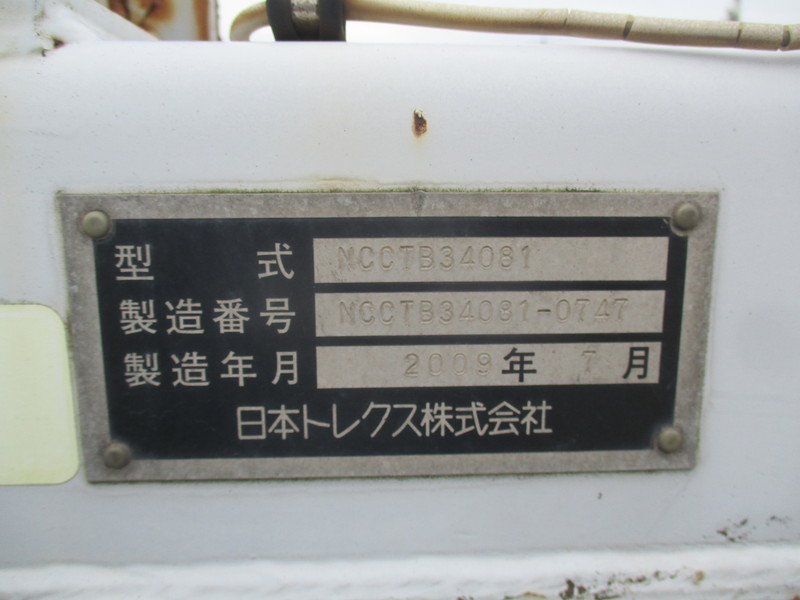 型式 NCCTB34081
製造番号 NCCTB34081-0747
製造年月 2009年 7月
日本トレクス株式会社